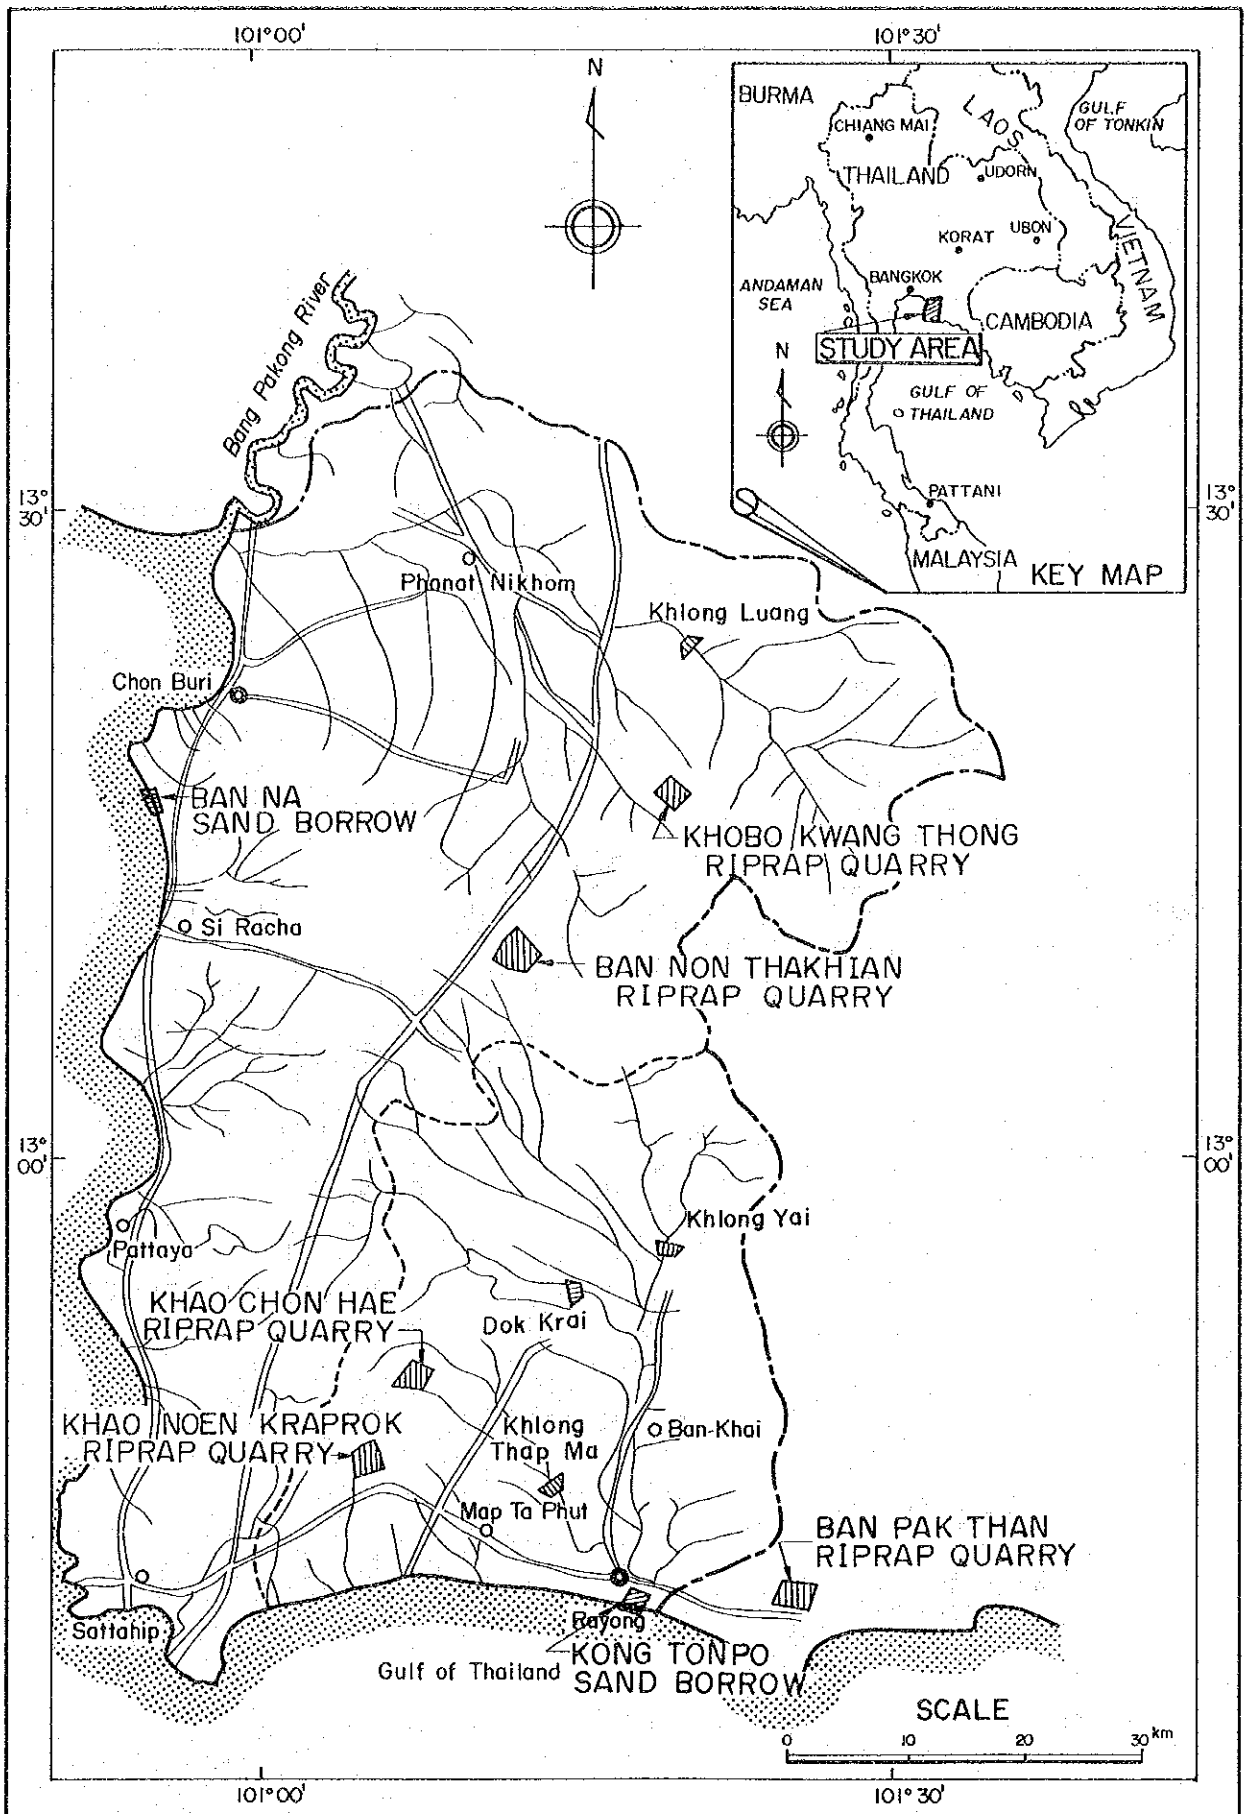 101°00'
101°30'
N
BURMA
CHIANG MAI
LAOS
GULF
OF TONKIN
THAILAND
UDORN
KORAT
UBON
VIETNAM
BANGKOK
ANDAMAN
SEA
CAMBODIA
N
STUDY AREA
GULF OF
THAILAND
PATTANI
MALAYSIA
KEY MAP
Bang Pakong River
13°
30'
13°
30'
Phanat Nikhom
Khlong Luang
Chon Buri
BAN NA
SAND BORROW
KHOBO KWANG THONG
RIPRAP QUARRY
Si Racha
BAN NON THAKHIAN
RIPRAP QUARRY
13°
00'
13°
00'
Khlong Yai
Pattaya
KHAO CHON HAE
RIPRAP QUARRY
Dok Krai
KHAO NOEN KRAPROK
RIPRAP QUARRY
Khlong
Thap Ma
Ban-Khai
Map Ta Phut
BAN PAK THAN
RIPRAP QUARRY
Sattahip
Rayong
KONG TONPO
SAND BORROW
Gulf of Thailand
SCALE
0 10 20 30 km
101°00'
101°30'